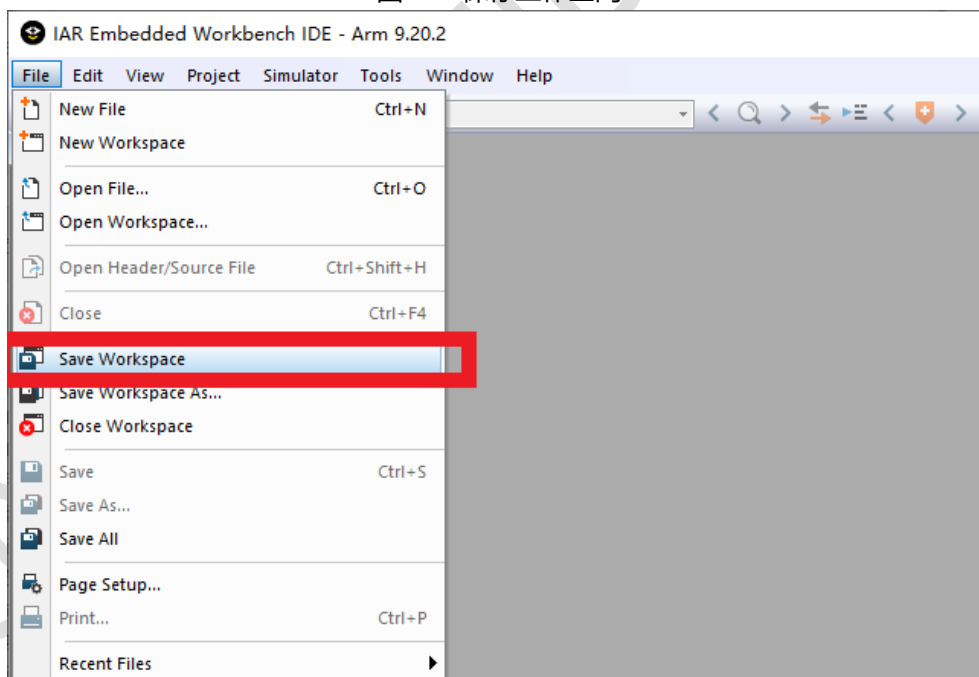 IAR Embedded Workbench IDE - Arm 9.20.2
File Edit View Project Simulator Tools Window Help
New File Ctrl+N
New Workspace
Open File... Ctrl+O
Open Workspace...
Open Header/Source File Ctrl+Shift+H
Close Ctrl+F4
Save Workspace
Save Workspace As...
Close Workspace
Save Ctrl+S
Save As...
Save All
Page Setup...
Print... Ctrl+P
Recent Files